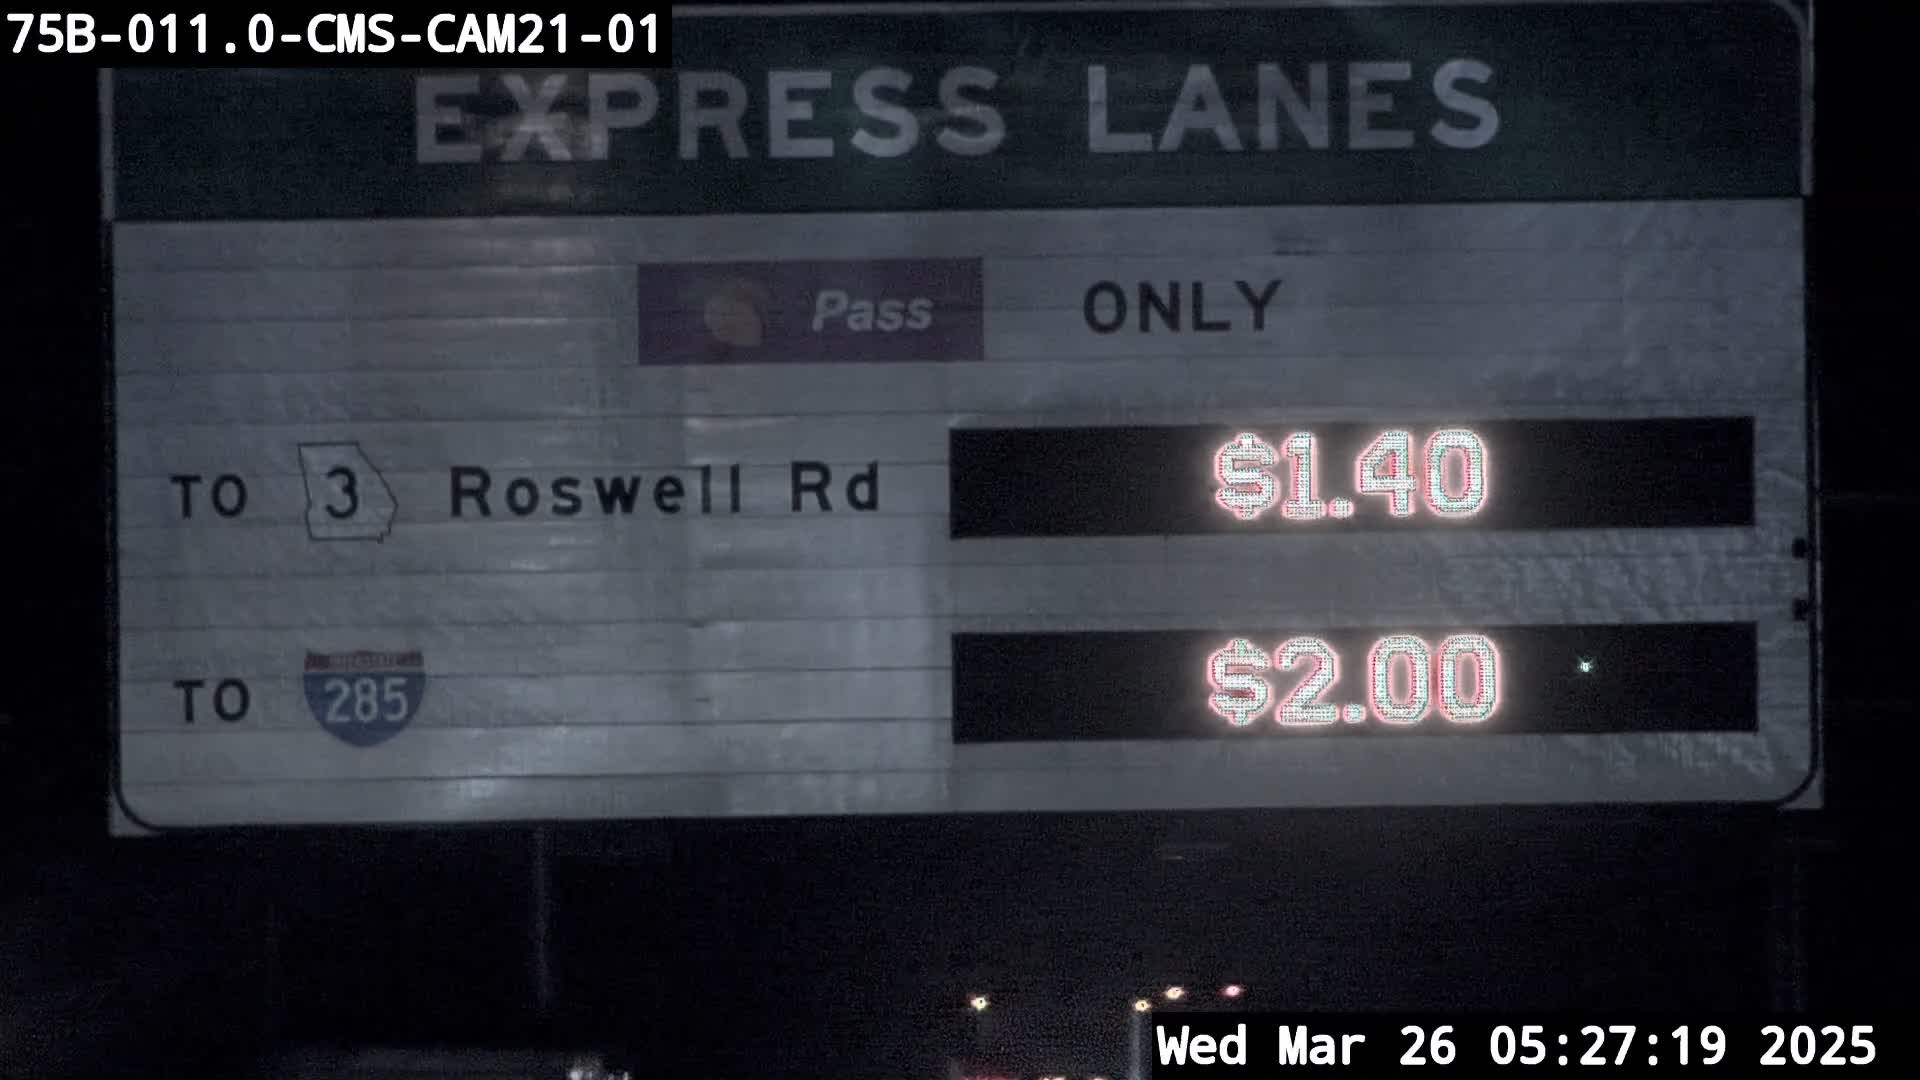 75B-011.0-CMS-CAM21-01
EXPRESS LANES
Pass ONLY
TO 3 Roswell Rd $1.40
TO 285 $2.00
Wed Mar 26 05:27:19 2025